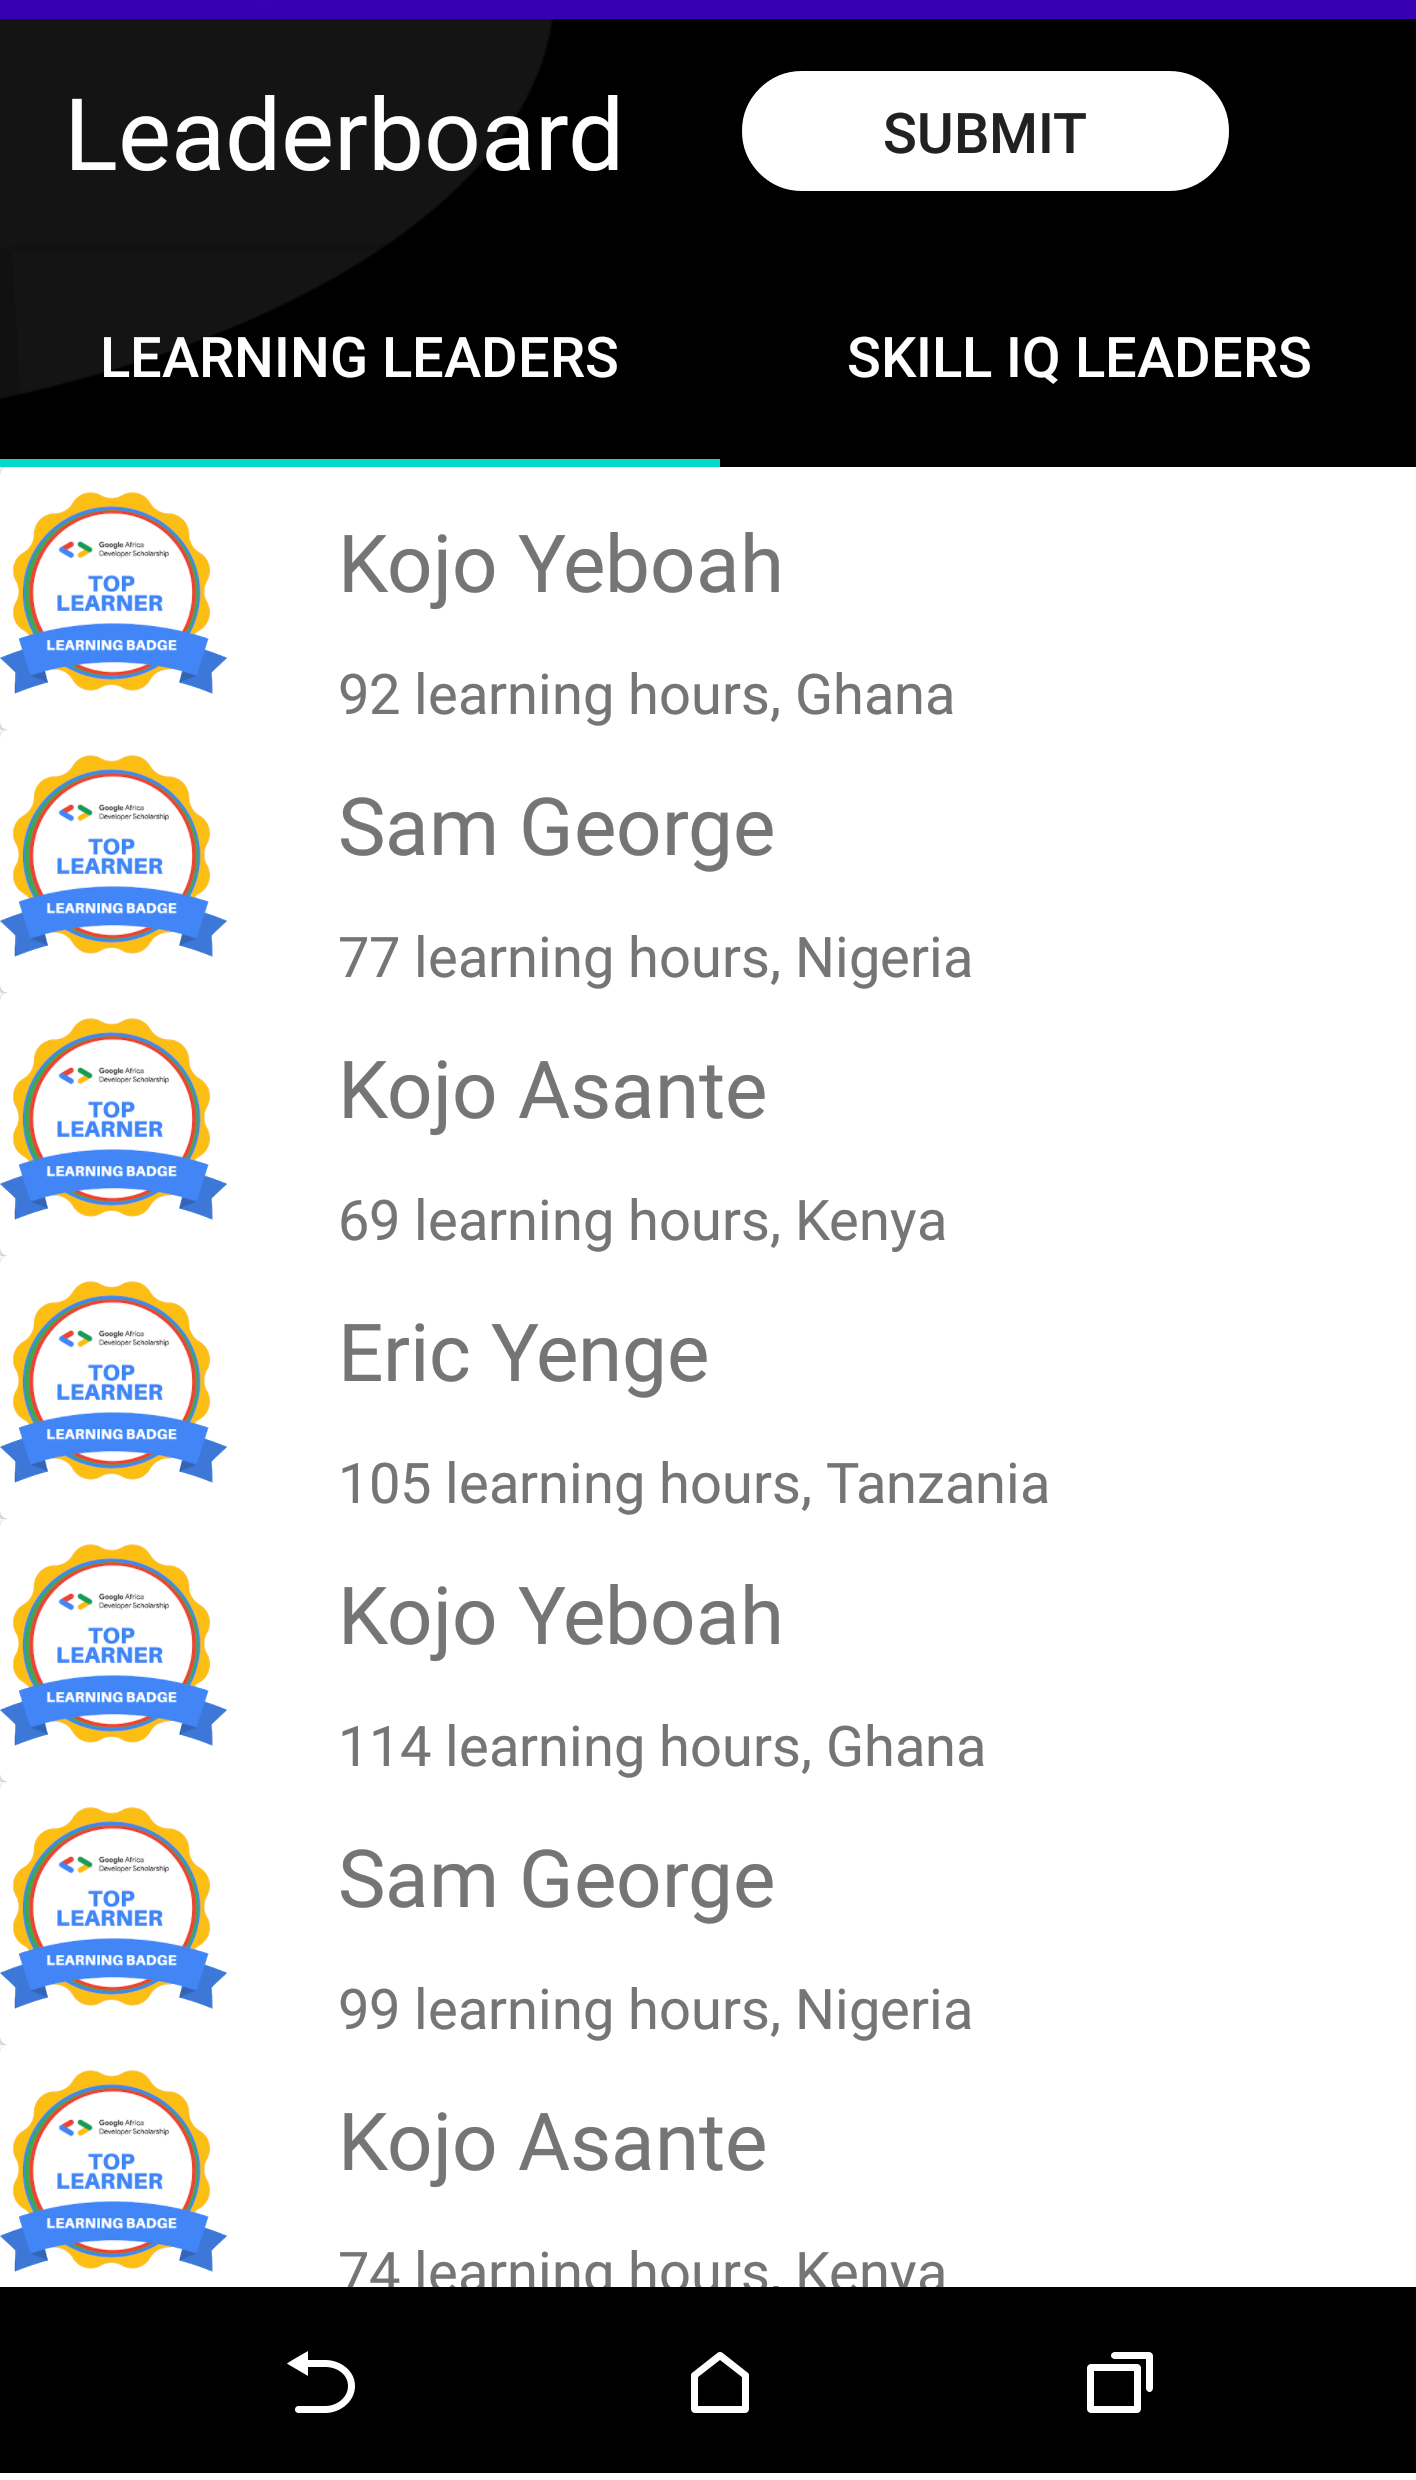 Leaderboard
SUBMIT
LEARNING LEADERS
SKILL IQ LEADERS
Google Africa
Developer Scholarship
TOP
LEARNER
LEARNING BADGE
Kojo Yeboah
92 learning hours, Ghana
Google Africa
Developer Scholarship
TOP
LEARNER
LEARNING BADGE
Sam George
77 learning hours, Nigeria
Google Africa
Developer Scholarship
TOP
LEARNER
LEARNING BADGE
Kojo Asante
69 learning hours, Kenya
Google Africa
Developer Scholarship
TOP
LEARNER
LEARNING BADGE
Eric Yenge
105 learning hours, Tanzania
Google Africa
Developer Scholarship
TOP
LEARNER
LEARNING BADGE
Kojo Yeboah
114 learning hours, Ghana
Google Africa
Developer Scholarship
TOP
LEARNER
LEARNING BADGE
Sam George
99 learning hours, Nigeria
Google Africa
Developer Scholarship
TOP
LEARNER
LEARNING BADGE
Kojo Asante
74 learning hours, Kenya